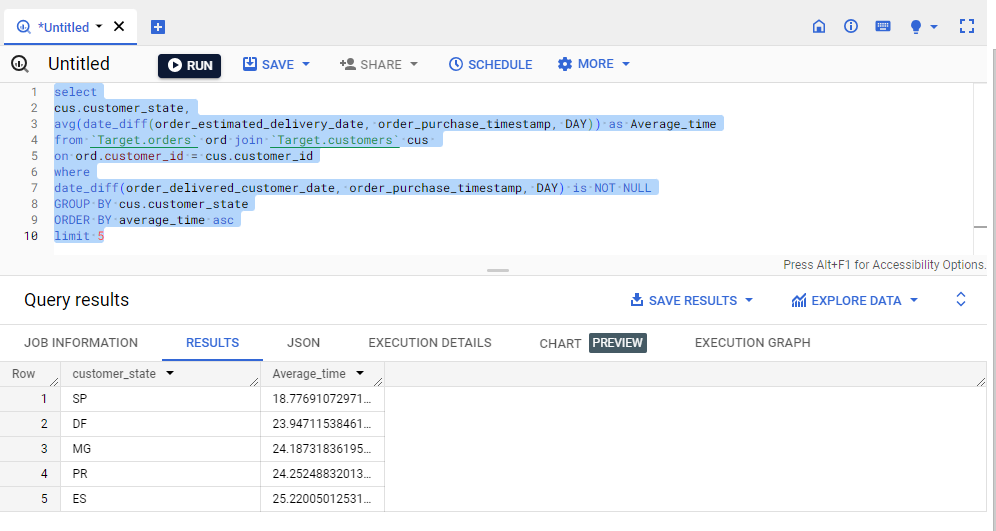 *Untitled
Untitled RUN SAVE SHARE SCHEDULE MORE
1 select
2 cus.customer_state,
3 avg(date_diff(order_estimated_delivery_date, order_purchase_timestamp, DAY)) as Average_time
4 from `Target.orders` ord join `Target.customers` cus
5 on ord.customer_id = cus.customer_id
6 where
7 date_diff(order_delivered_customer_date, order_purchase_timestamp, DAY) is NOT NULL
8 GROUP BY cus.customer_state
9 ORDER BY average_time asc
10 limit 5
Press Alt+F1 for Accessibility Options.
Query results SAVE RESULTS EXPLORE DATA
JOB INFORMATION RESULTS JSON EXECUTION DETAILS CHART PREVIEW EXECUTION GRAPH
Row customer_state Average_time
1 SP 18.77691072971...
2 DF 23.94711538461...
3 MG 24.18731836195...
4 PR 24.25248832013...
5 ES 25.22005012531...